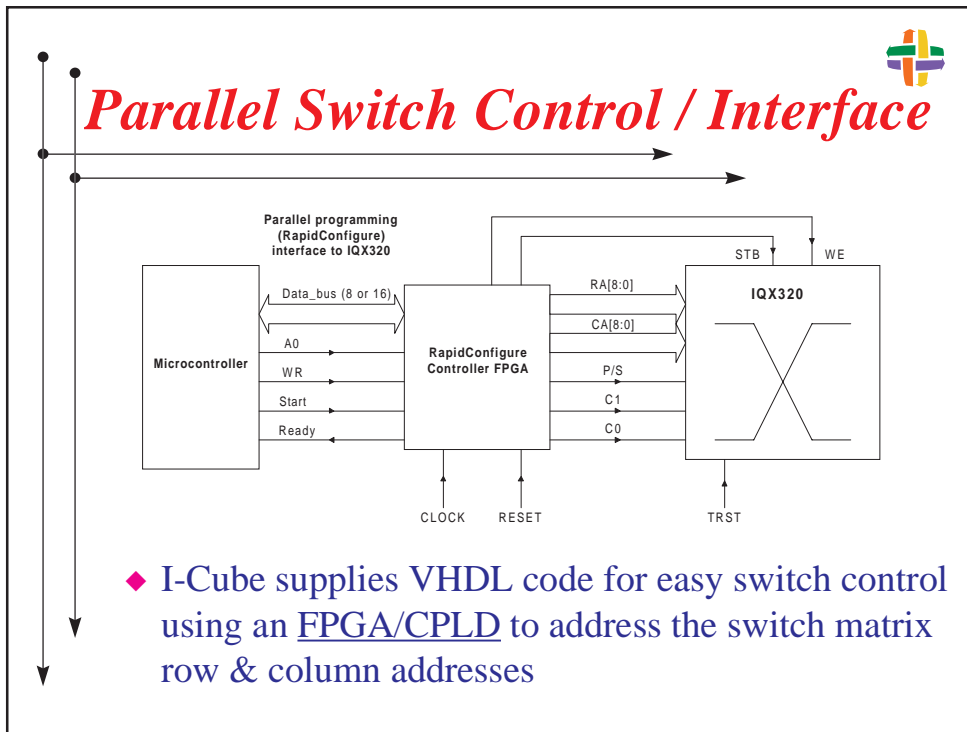 Parallel Switch Control / Interface
Parallel programming
(RapidConfigure)
interface to IQX320
STB
WE
Data_bus (8 or 16)
RA[8:0]
IQX320
CA[8:0]
A0
Microcontroller
RapidConfigure
Controller FPGA
WR
P/S
Start
C1
Ready
C0
CLOCK
RESET
TRST
I-Cube supplies VHDL code for easy switch control
using an FPGA/CPLD to address the switch matrix
row & column addresses